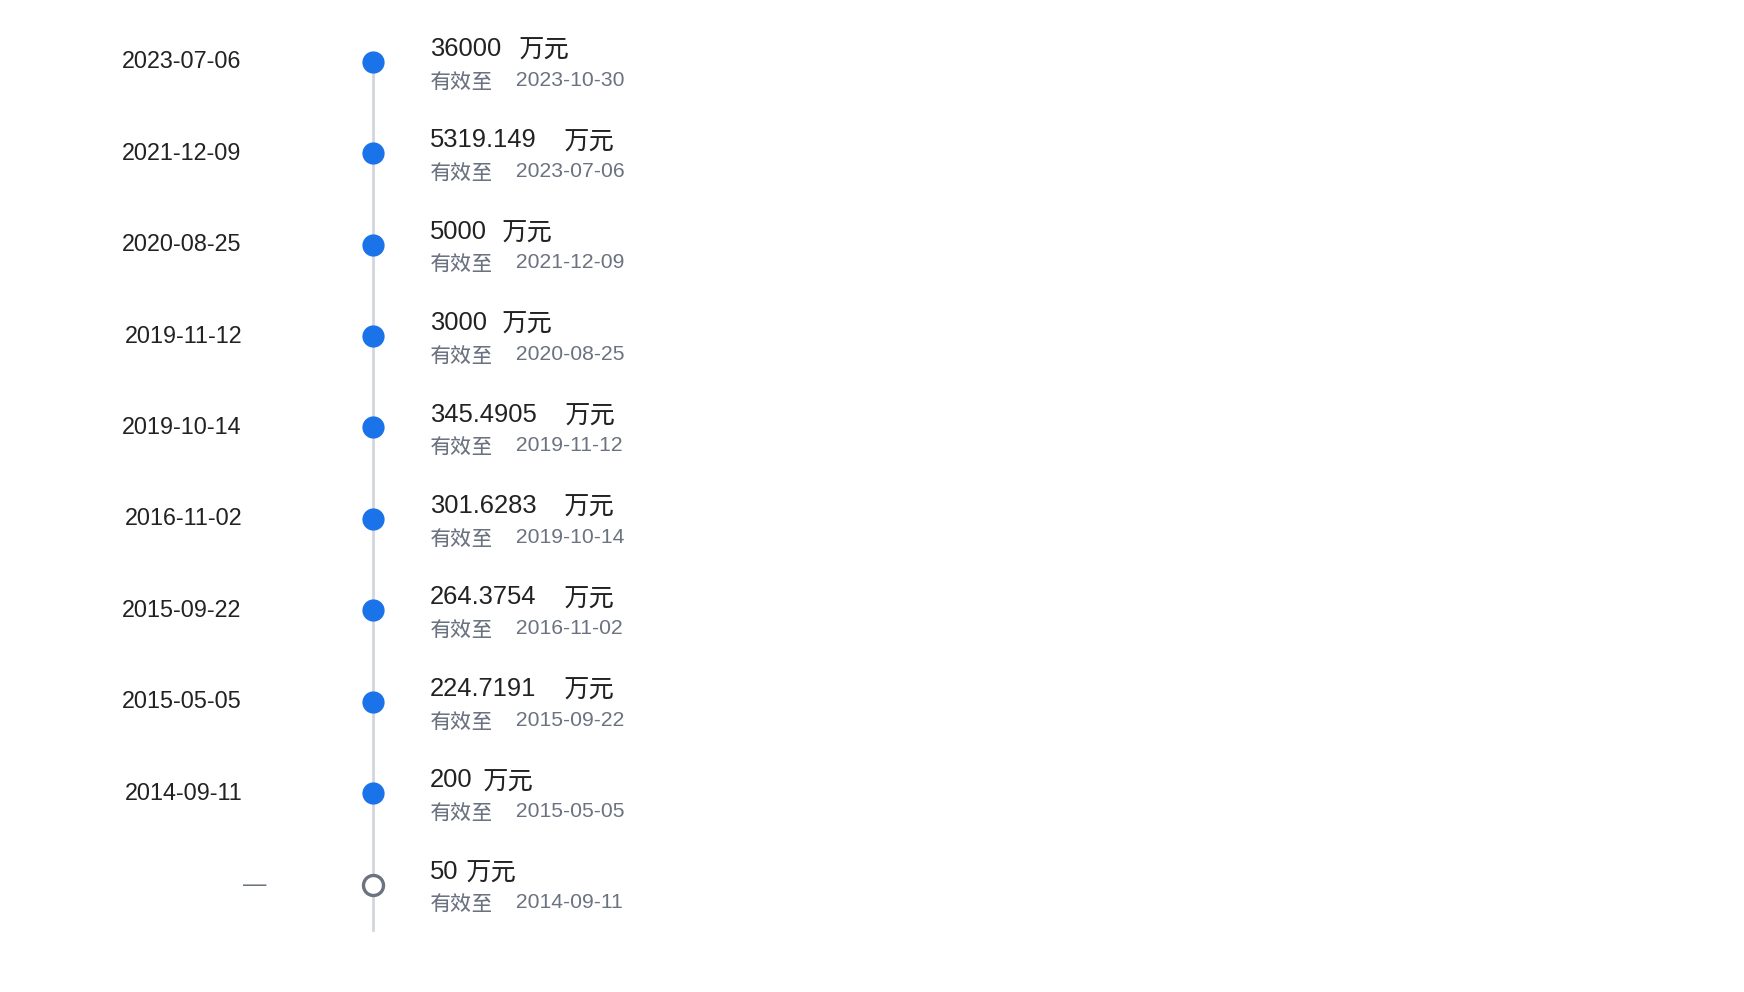 2023-07-06
36000 万元
有效至 2023-10-30
2021-12-09
5319.149 万元
有效至 2023-07-06
2020-08-25
5000 万元
有效至 2021-12-09
2019-11-12
3000 万元
有效至 2020-08-25
2019-10-14
345.4905 万元
有效至 2019-11-12
2016-11-02
301.6283 万元
有效至 2019-10-14
2015-09-22
264.3754 万元
有效至 2016-11-02
2015-05-05
224.7191 万元
有效至 2015-09-22
2014-09-11
200 万元
有效至 2015-05-05
—
50 万元
有效至 2014-09-11